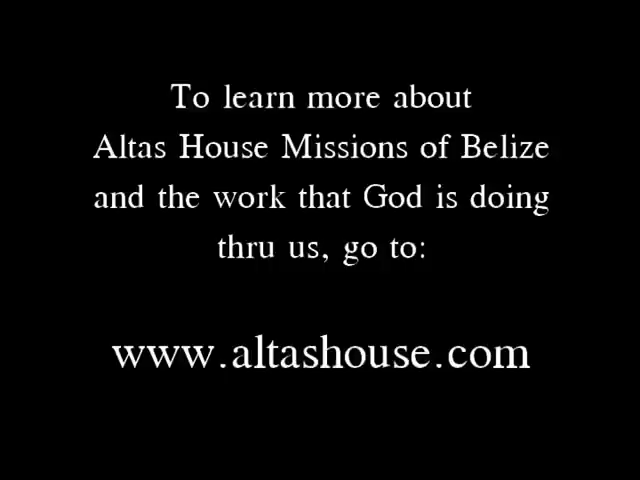 To learn more about
Altas House Missions of Belize
and the work that God is doing
thru us, go to:
www.altashouse.com